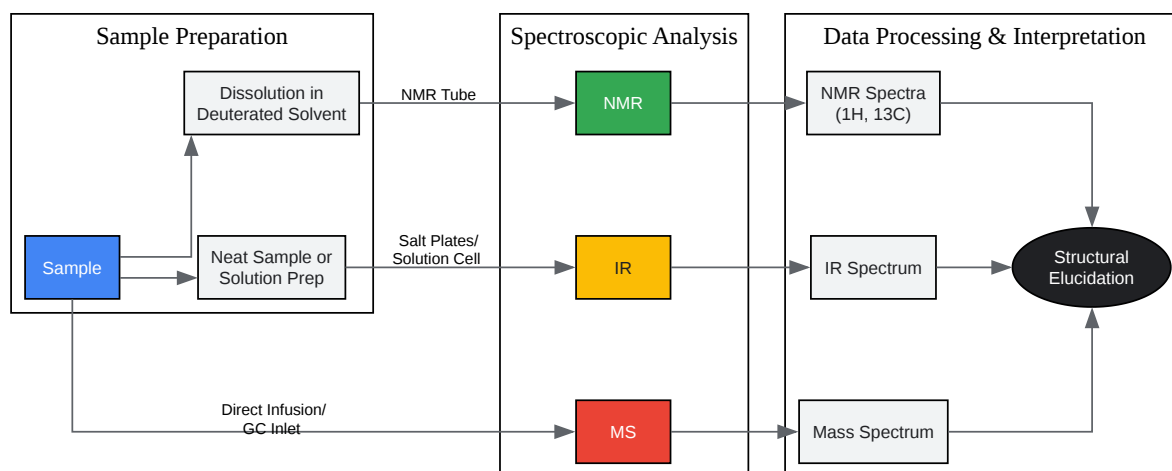 Sample Preparation
Spectroscopic Analysis
Data Processing & Interpretation
Dissolution in
Deuterated Solvent
NMR Tube
NMR
NMR Spectra
(1H, 13C)
Sample
Neat Sample or
Solution Prep
Salt Plates/
Solution Cell
IR
IR Spectrum
Structural
Elucidation
Direct Infusion/
GC Inlet
MS
Mass Spectrum